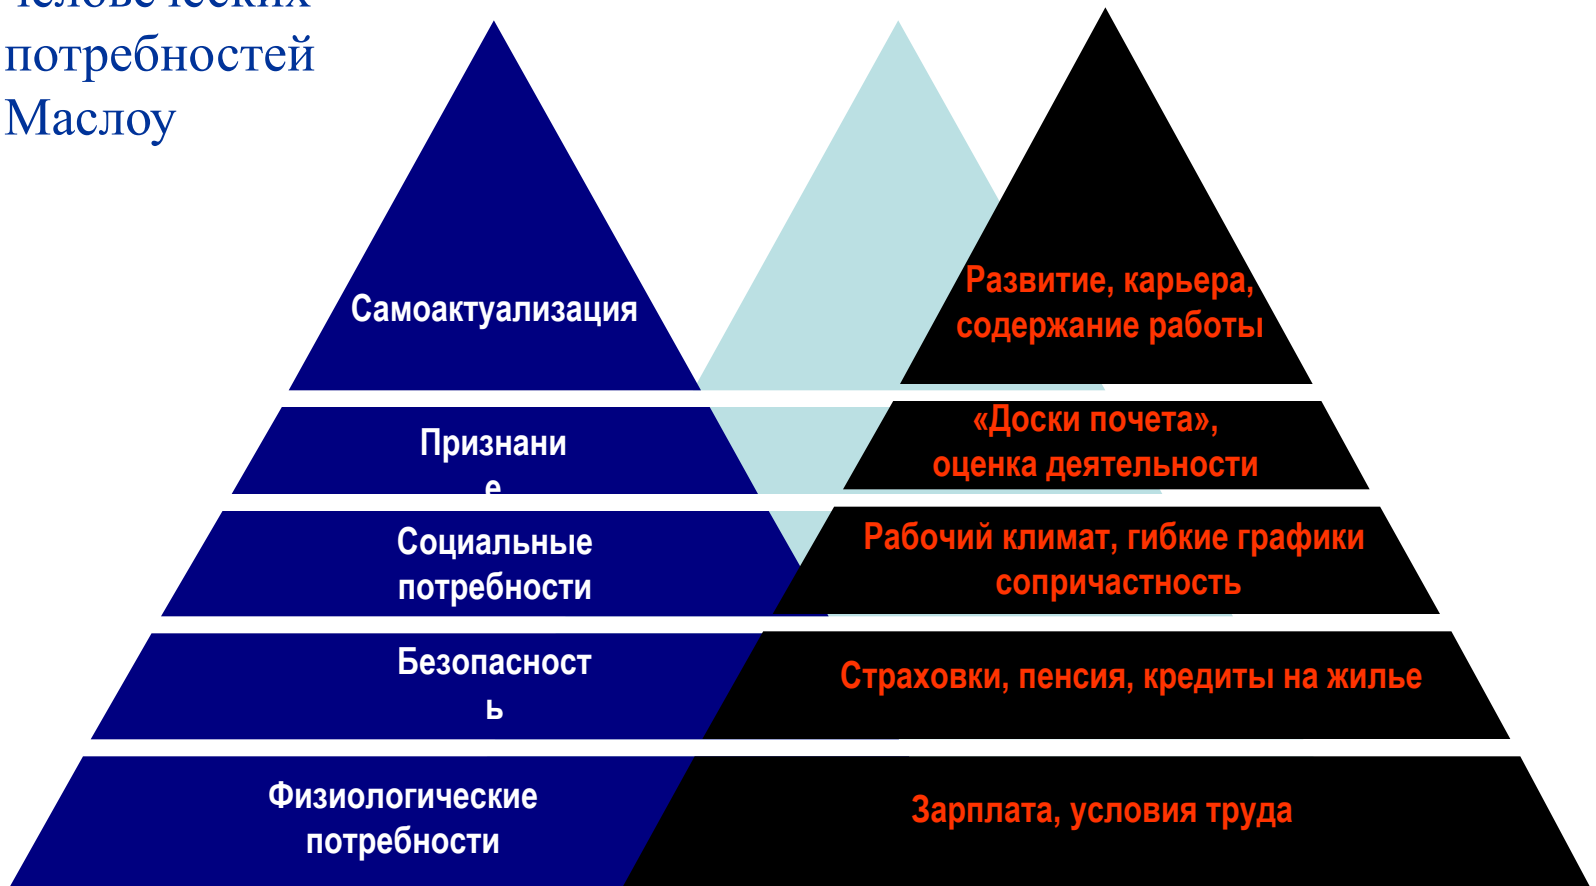 человеческих
потребностей
Маслоу
Самоактуализация
Признани
е
Социальные
потребности
Безопасност
ь
Физиологические
потребности
Развитие, карьера,
содержание работы
«Доски почета»,
оценка деятельности
Рабочий климат, гибкие графики
сопричастность
Страховки, пенсия, кредиты на жилье
Зарплата, условия труда